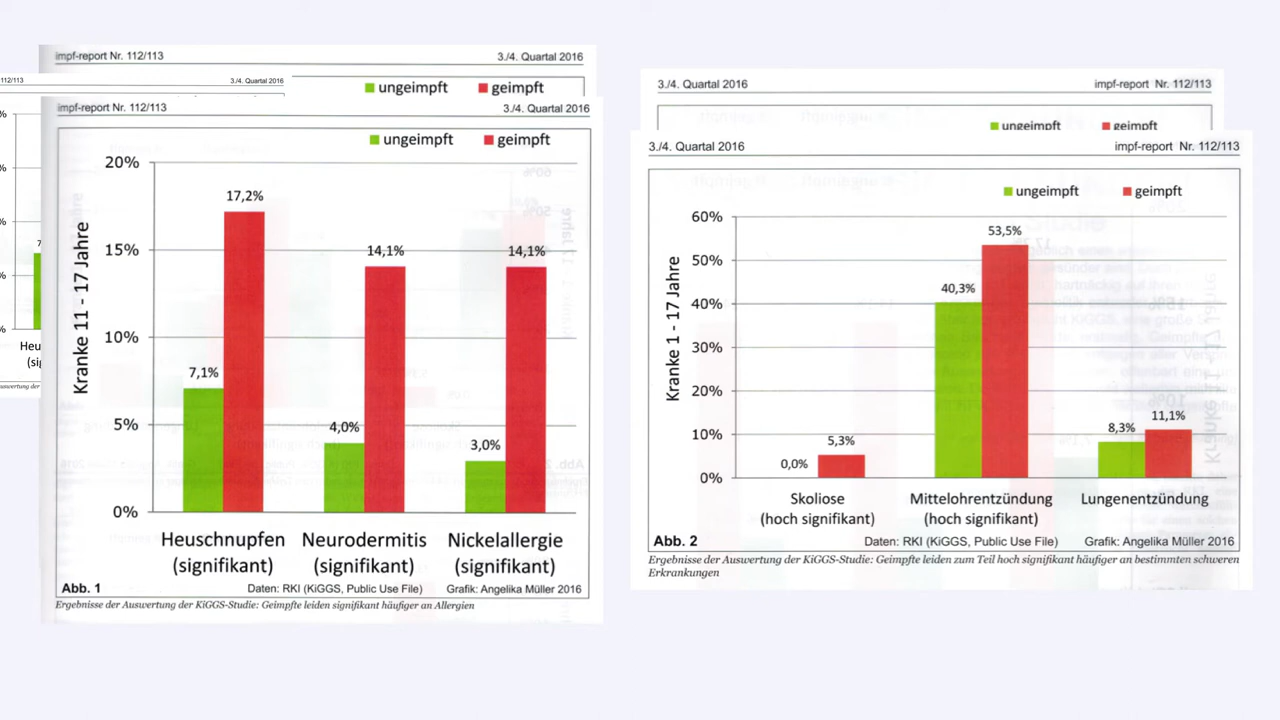 impf-report Nr. 112/113
3./4. Quartal 2016
ungeimpft geimpft
112/113
3./4. Quartal 2016
impf-report Nr. 112/113
3./4. Quartal 2016
ungeimpft geimpft
Kranke 11 - 17 Jahre
20%
15%
10%
5%
0%
7,1% 17,2%
4,0% 14,1%
3,0% 14,1%
Heuschnupfen
(signifikant)
Neurodermitis
(signifikant)
Nickelallergie
(signifikant)
Abb. 1
Daten: RKI (KiGGS, Public Use File)
Grafik: Angelika Müller 2016
Ergebnisse der Auswertung der KiGGS-Studie: Geimpfte leiden signifikant häufiger an Allergien
3./4. Quartal 2016
impf-report Nr. 112/113
ungeimpft geimpft
3./4. Quartal 2016
impf-report Nr. 112/113
ungeimpft geimpft
Kranke 1 - 17 Jahre
60%
50%
40%
30%
20%
10%
0%
0,0% 5,3%
40,3% 53,5%
8,3% 11,1%
Skoliose
(hoch signifikant)
Mittelohrentzündung
(hoch signifikant)
Lungenentzündung
Abb. 2
Daten: RKI (KiGGS, Public Use File)
Grafik: Angelika Müller 2016
Ergebnisse der Auswertung der KiGGS-Studie: Geimpfte leiden zum Teil hoch signifikant häufiger an bestimmten schweren
Erkrankungen